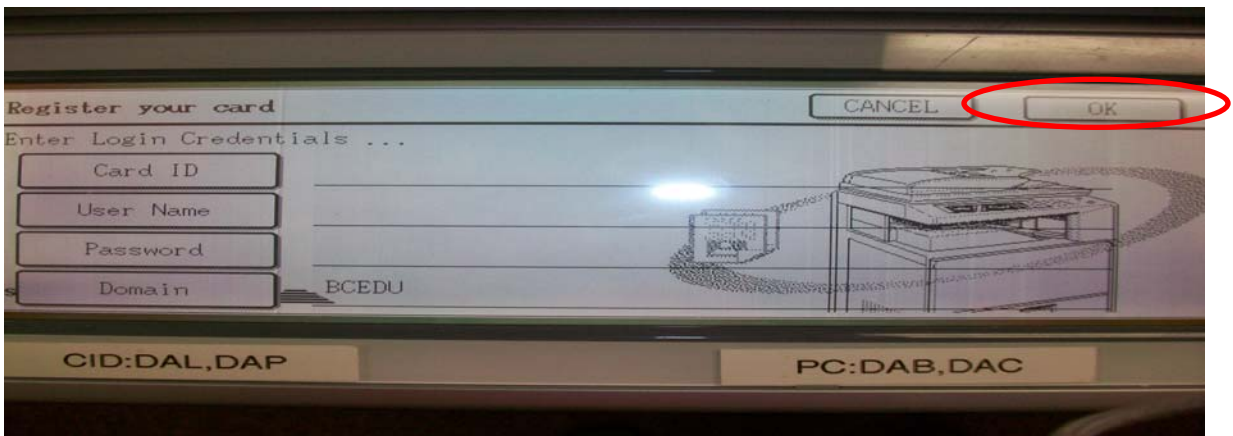 Register your card
CANCEL
OK
Enter Login Credentials ...
Card ID
User Name
Password
Domain
BCEDU
CID:DAL,DAP
PC:DAB,DAC